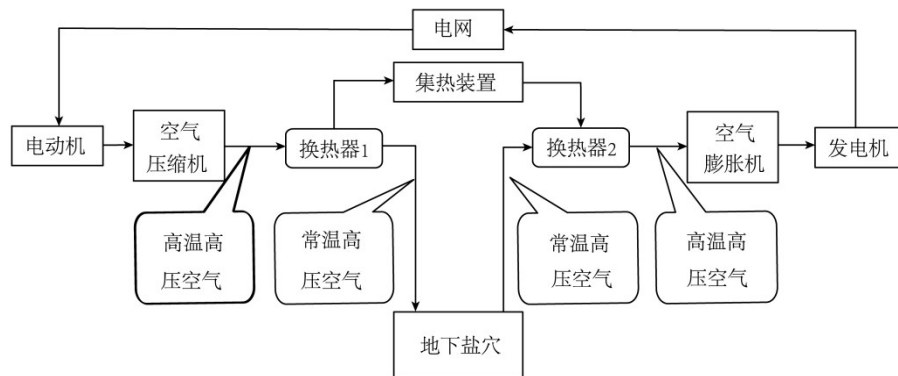 电网
集热装置
电动机
空气
压缩机
换热器1
换热器2
空气
膨胀机
发电机
高温高
压空气
常温高
压空气
常温高
压空气
高温高
压空气
地下盐穴